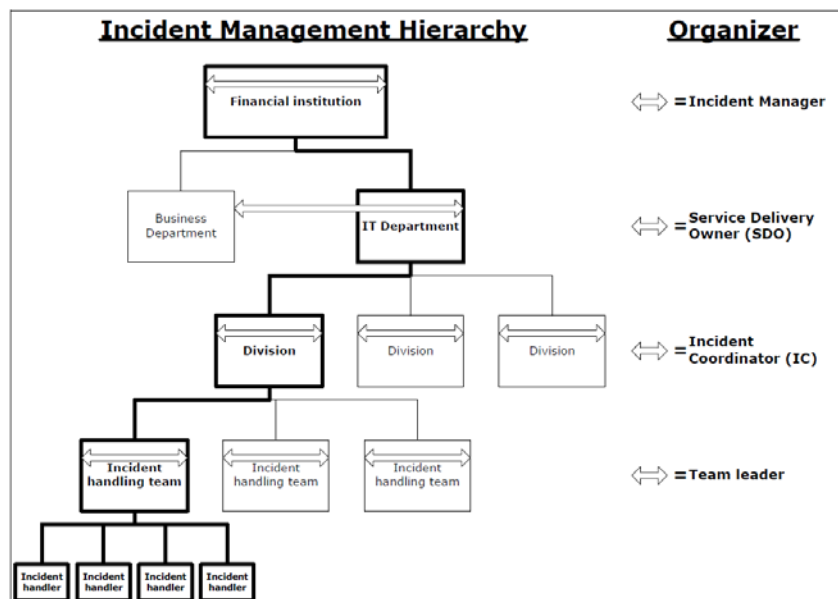 Incident Management Hierarchy
Organizer
Financial institution
=Incident Manager
Business
Department
IT Department
=Service Delivery
Owner (SDO)
Division
Division
Division
=Incident
Coordinator (IC)
Incident
handling team
Incident
handling team
Incident
handling team
=Team leader
Incident
handler
Incident
handler
Incident
handler
Incident
handler